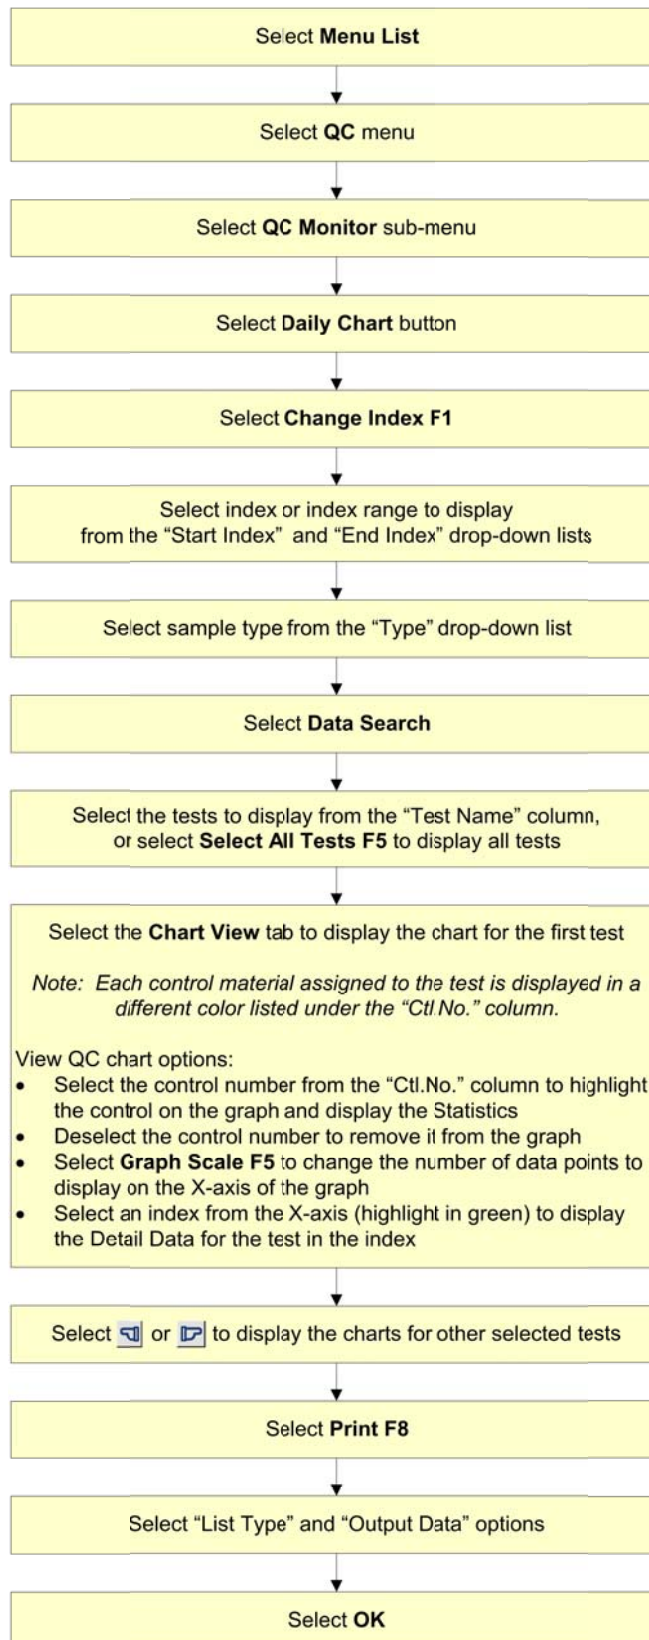 Select Menu List
Select QC menu
Select QC Monitor sub-menu
Select Daily Chart button
Select Change Index F1
Select index or index range to display
from the “Start Index” and “End Index” drop-down lists
Select sample type from the “Type” drop-down list
Select Data Search
Select the tests to display from the “Test Name” column,
or select Select All Tests F5 to display all tests
Select the Chart View tab to display the chart for the first test
Note: Each control material assigned to the test is displayed in a
different color listed under the “Ctl.No.” column.
View QC chart options:
• Select the control number from the “Ctl.No.” column to highlight
the control on the graph and display the Statistics
• Deselect the control number to remove it from the graph
• Select Graph Scale F5 to change the number of data points to
display on the X-axis of the graph
• Select an index from the X-axis (highlight in green) to display
the Detail Data for the test in the index
Select or to display the charts for other selected tests
Select Print F8
Select “List Type” and “Output Data” options
Select OK